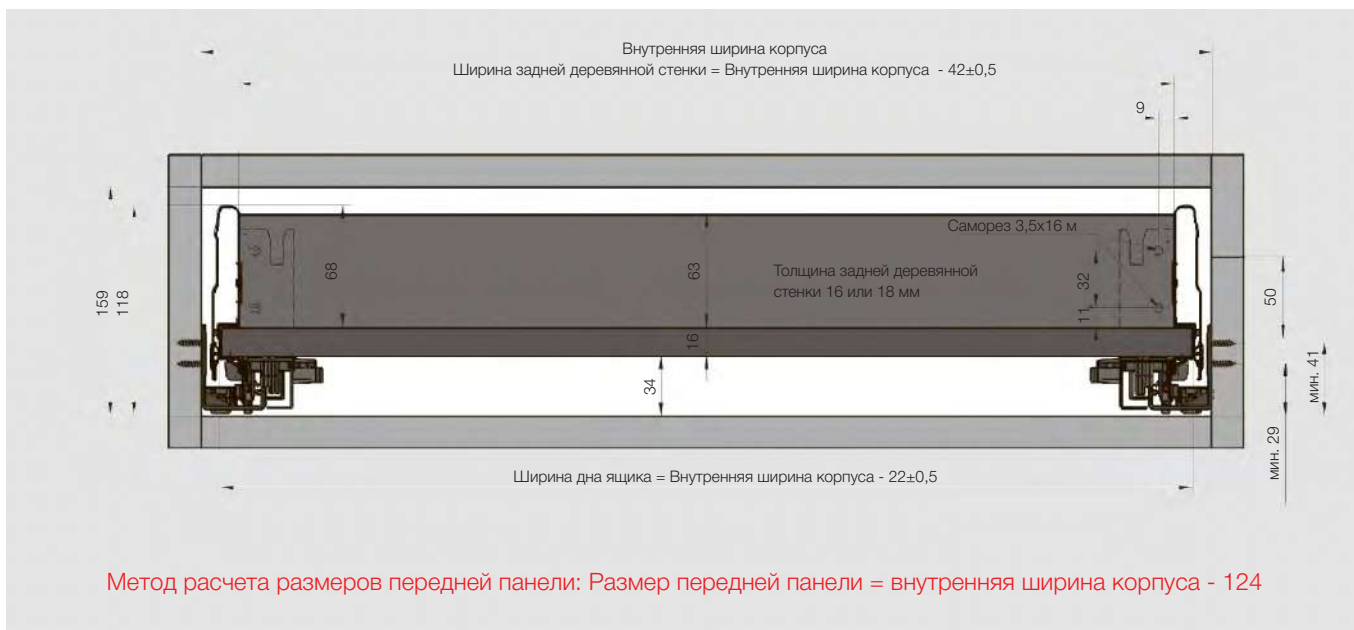 Внутренняя ширина корпуса
Ширина задней деревянной стенки = Внутренняя ширина корпуса - 42±0,5
9
Саморез 3,5x16 м
Толщина задней деревянной
стенки 16 или 18 мм
159
118
68
63
32
11
16
34
50
мин. 41
мин. 29
Ширина дна ящика = Внутренняя ширина корпуса - 22±0,5
Метод расчета размеров передней панели: Размер передней панели = внутренняя ширина корпуса - 124